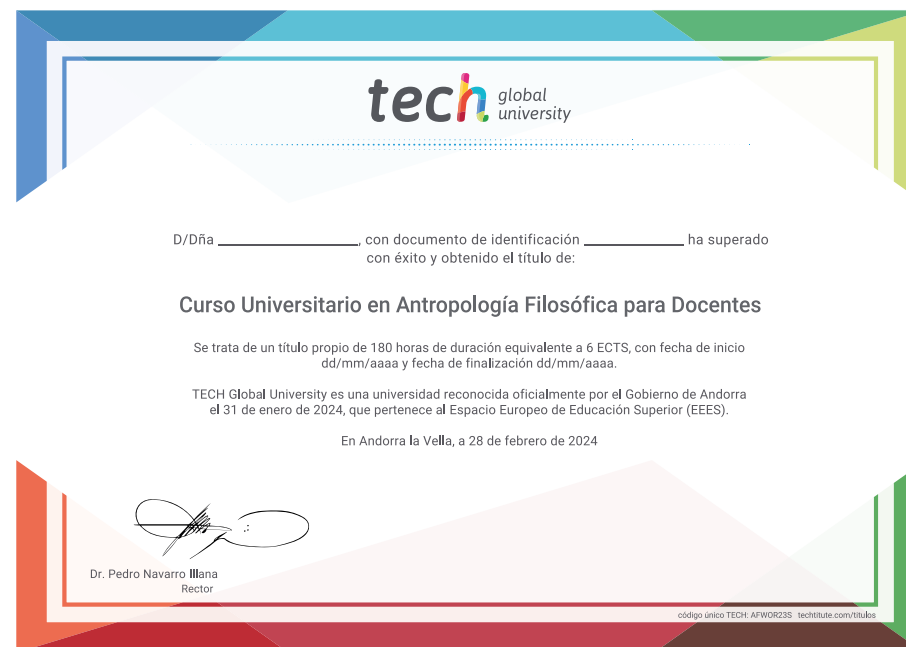 tech global university
D/Dña ____________________, con documento de identificación ______________ ha superado
con éxito y obtenido el título de:
Curso Universitario en Antropología Filosófica para Docentes
Se trata de un título propio de 180 horas de duración equivalente a 6 ECTS, con fecha de inicio
dd/mm/aaaa y fecha de finalización dd/mm/aaaa.
TECH Global University es una universidad reconocida oficialmente por el Gobierno de Andorra
el 31 de enero de 2024, que pertenece al Espacio Europeo de Educación Superior (EEES).
En Andorra la Vella, a 28 de febrero de 2024
Dr. Pedro Navarro Illana
Rector
código único TECH: AFWOR23S techtitute.com/titulos